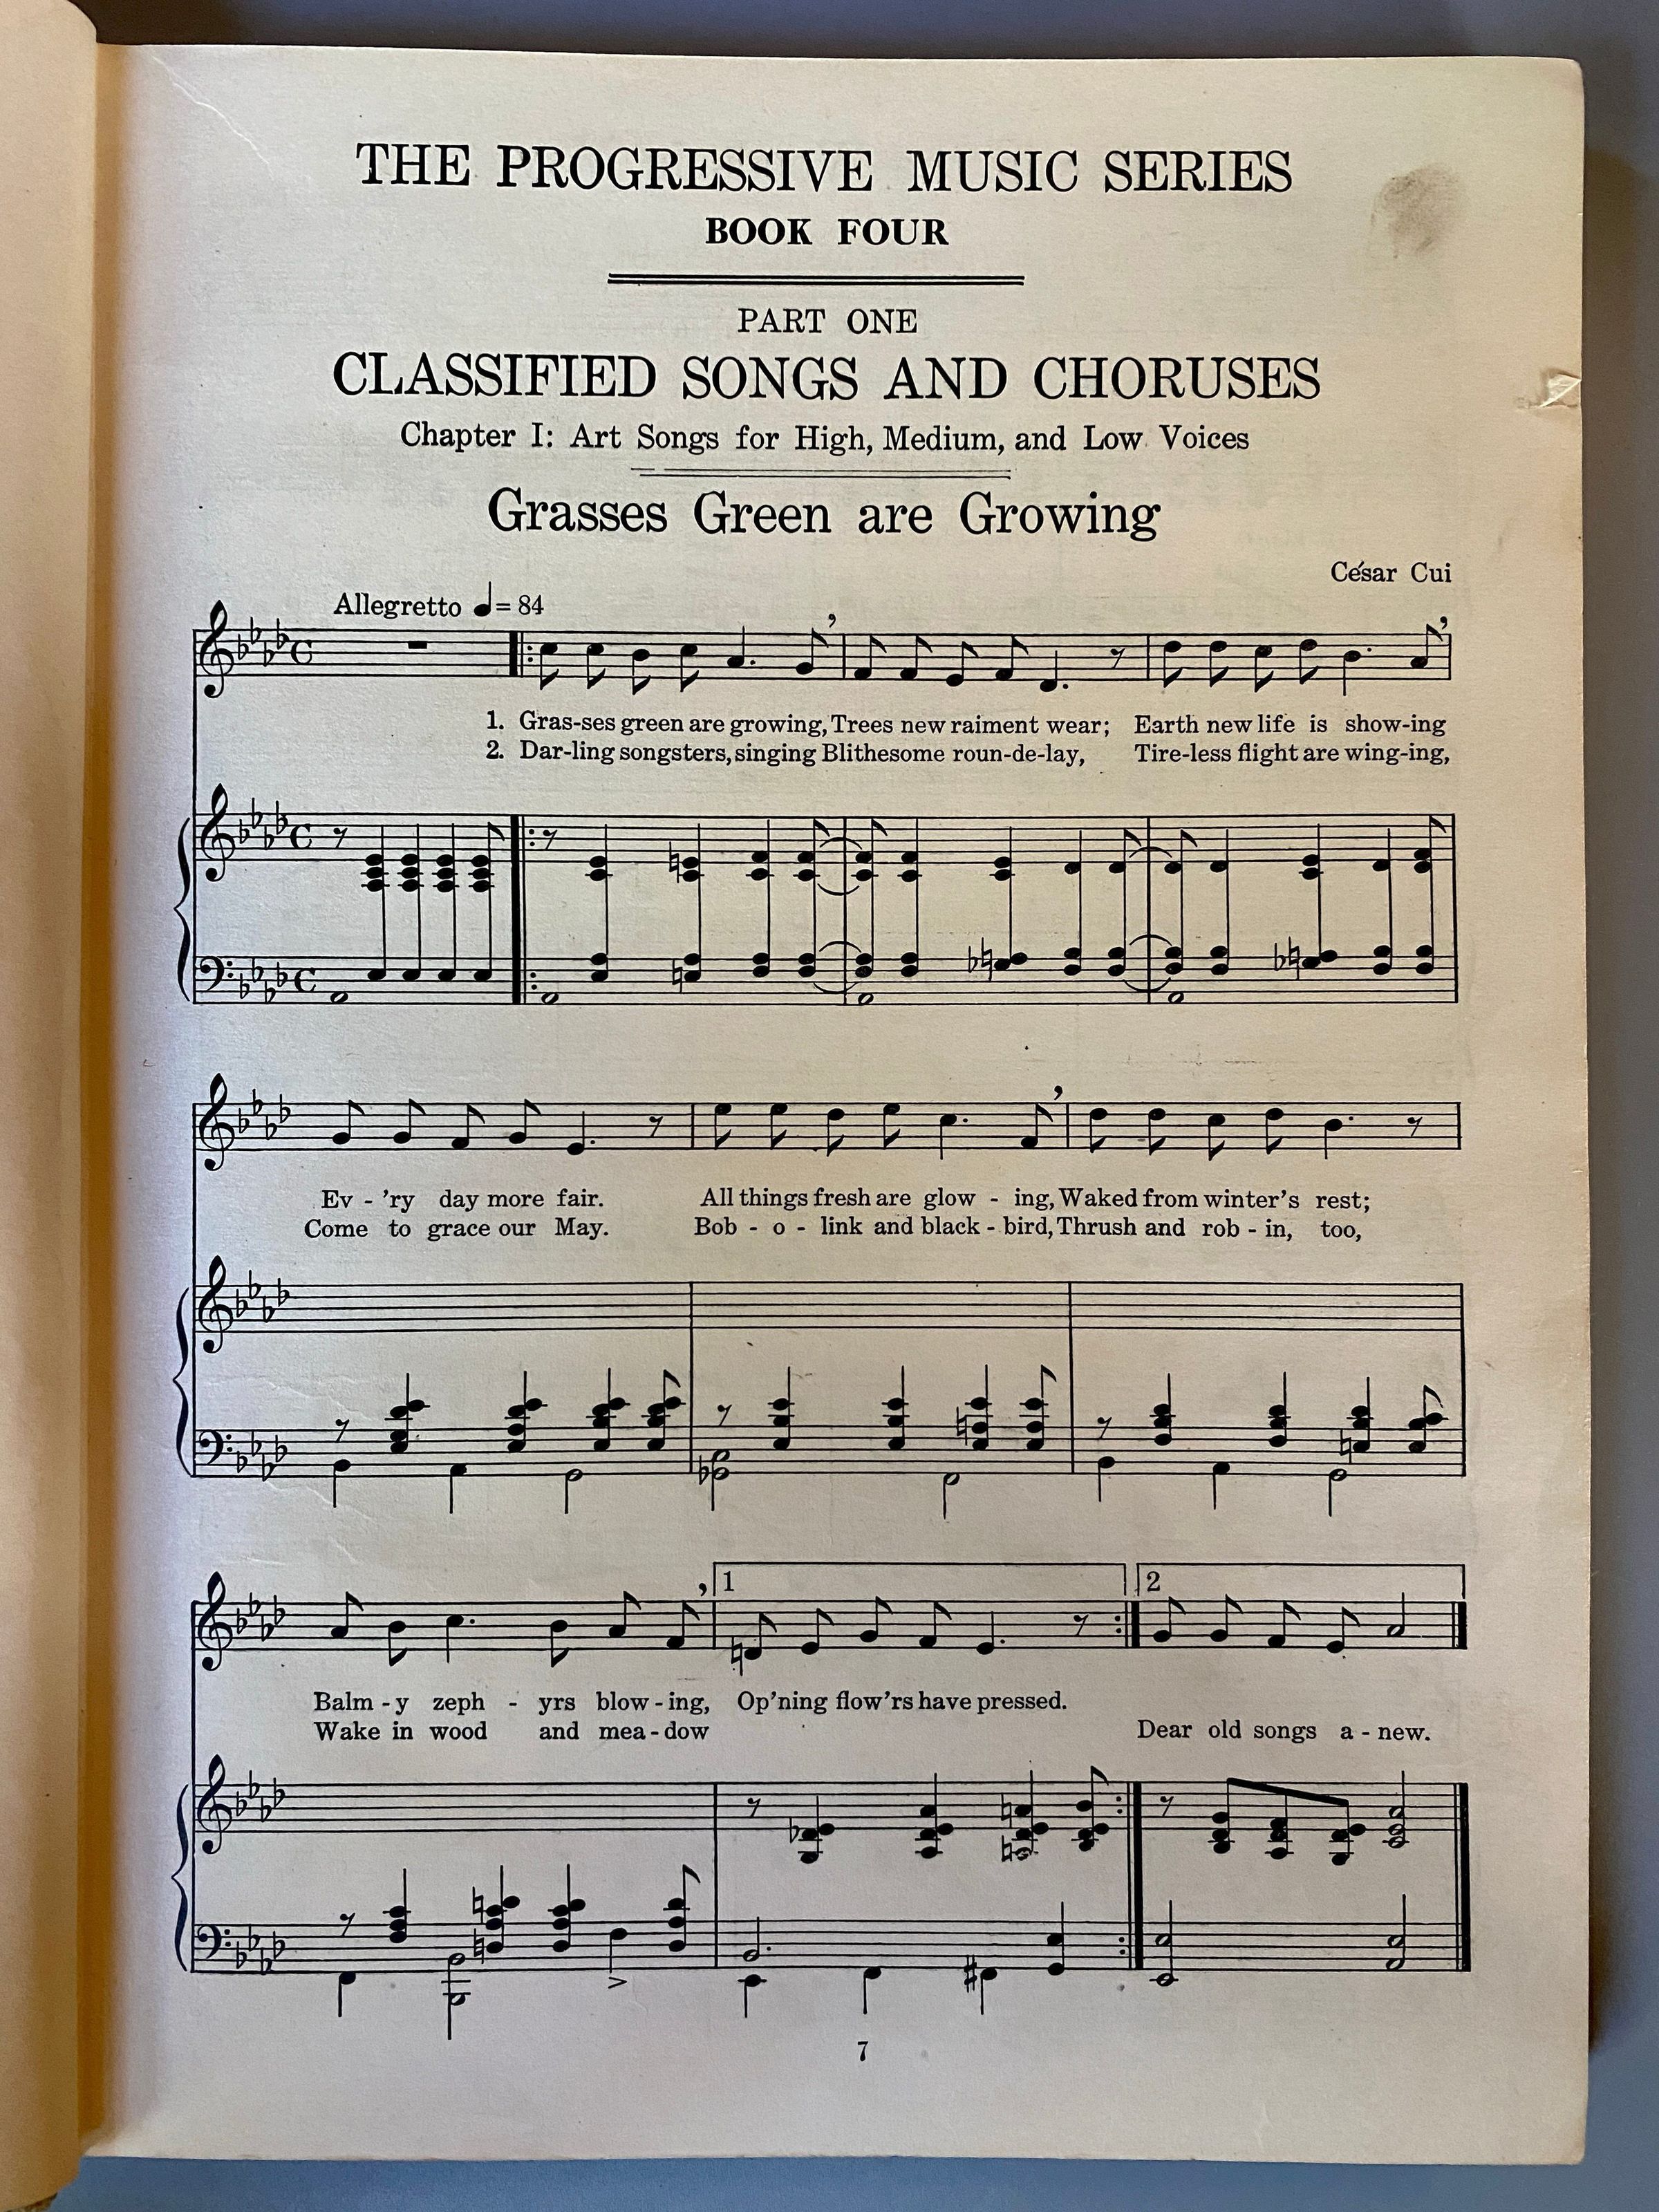 THE PROGRESSIVE MUSIC SERIES
BOOK FOUR
PART ONE
CLASSIFIED SONGS AND CHORUSES
Chapter I: Art Songs for High, Medium, and Low Voices
Grasses Green are Growing
César Cui
Allegretto ♩= 84
1. Gras-ses green are growing, Trees new raiment wear; Earth new life is show-ing
2. Dar-ling songsters, singing Blithesome roun-de-lay, Tire-less flight are wing-ing,
Ev - 'ry day more fair. All things fresh are glow - ing, Waked from winter's rest;
Come to grace our May. Bob - o - link and black - bird, Thrush and rob - in, too,
1 2
Balm - y zeph - yrs blow - ing, Op'ning flow'rs have pressed.
Wake in wood and mea - dow Dear old songs a - new.
7